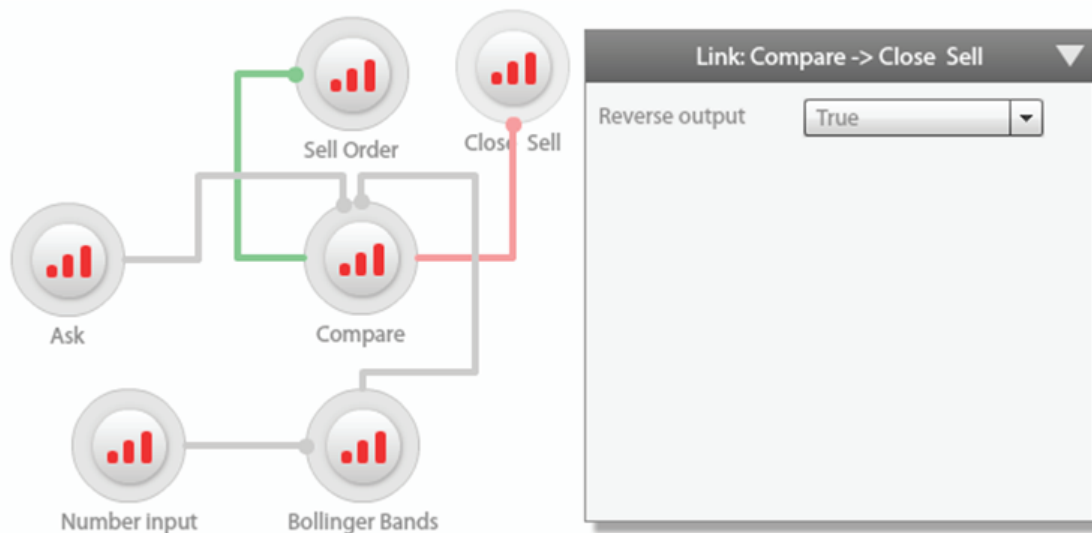 Sell Order
Close Sell
Ask
Compare
Number input
Bollinger Bands
Link: Compare -> Close Sell
Reverse output
True